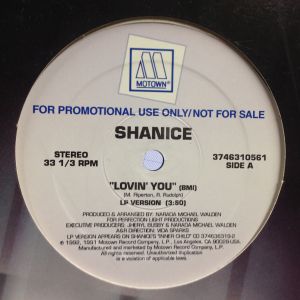 M
MOTOWN®
FOR PROMOTIONAL USE ONLY/NOT FOR SALE
SHANICE
STEREO
33 1/3 RPM
3746310561
SIDE A
"LOVIN' YOU" (BMI)
(M. Riperton, R. Rudolph)
LP VERSION (3:50)
PRODUCED & ARRANGED BY: NARADA MICHAEL WALDEN
FOR PERFECTION LIGHT PRODUCTIONS
EXECUTIVE PRODUCERS: JHERYL BUSBY & NARADA MICHAEL WALDEN
A&R DIRECTION: VIDA SPARKS
LP VERSION APPEARS ON SHANICE'S "INNER CHILD" CD 374636319-2
℗ 1992, 1991 Motown Record Company, L.P., Los Angeles, CA 90028-USA.
Manufactured and marketed by Motown Record Company, L.P.
All rights reserved. Unauthorized duplication
is a violation of applicable laws.